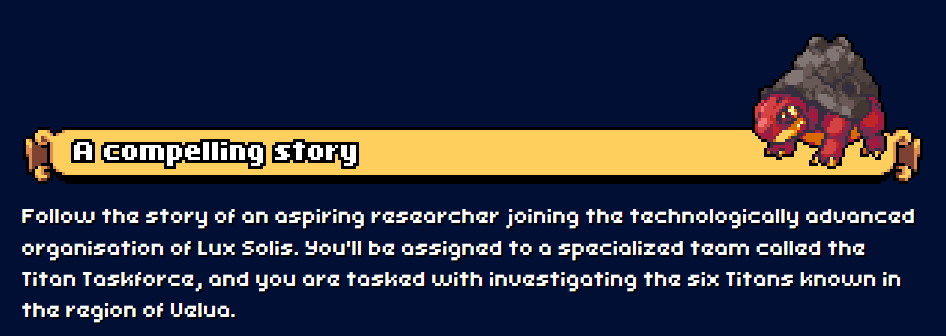 A compelling story
Follow the story of an aspiring researcher joining the technologically advanced
organisation of Lux Solis. You'll be assigned to a specialized team called the
Titan Taskforce, and you are tasked with investigating the six Titans known in
the region of Velua.